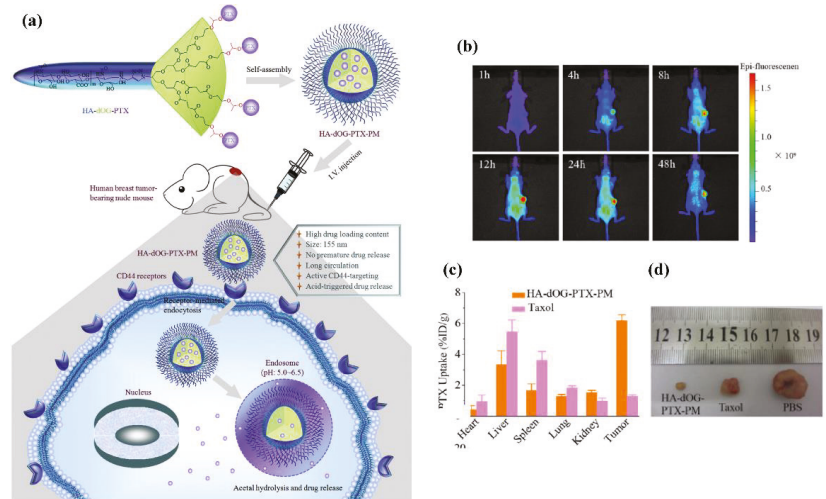 (a)
HA-dOG-PTX
Self-assembly
HA-dOG-PTX-PM
I.V. injection
Human breast tumor-
bearing nude mouse
HA-dOG-PTX-PM
High drug loading content
Size: 155 nm
No premature drug release
Long circulation
Active CD44-targeting
Acid-triggered drug release
CD44 receptors
Receptor-mediated
endocytosis
Endosome
(pH: 5.0~6.5)
Nucleus
Acetal hydrolysis and drug release
(b)
Epi-fluorescenen
1h
4h
8h
12h
24h
48h
1.5
1.0
0.5
(c)
HA-dOG-PTX-PM
Taxol
PTX Uptake (%ID/g)
8
6
4
2
Heart
Liver
Spleen
Lung
Kidney
Tumor
20
(d)
12 13 14 15 16 17 18 19
HA-dOG-
PTX-PM
Taxol
PBS